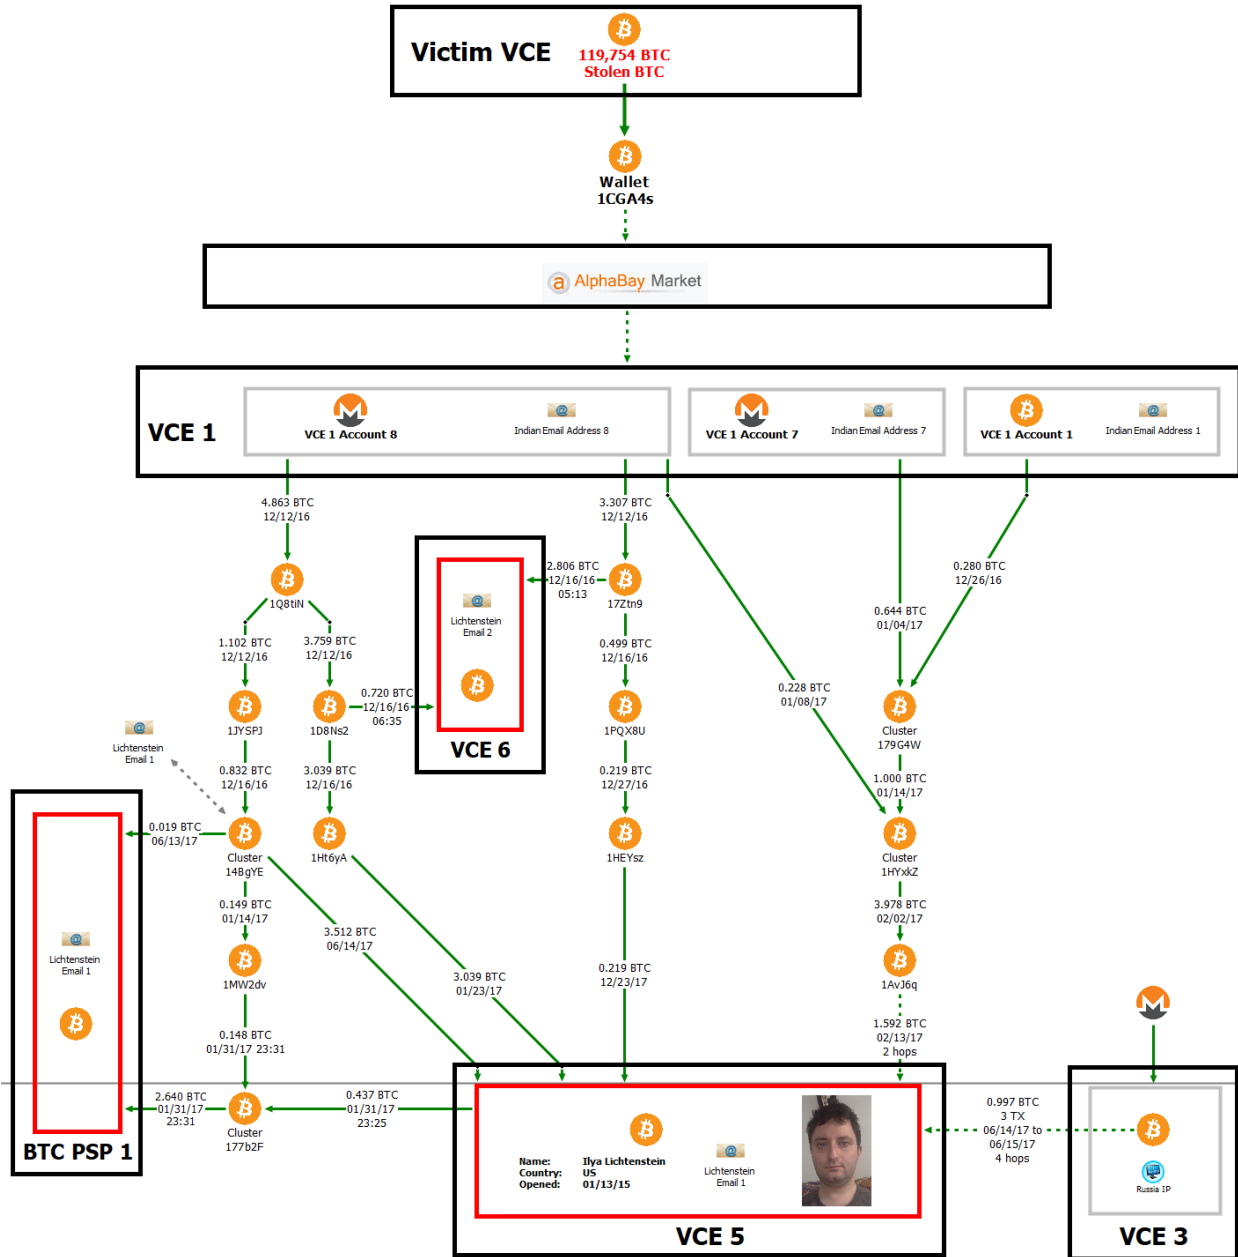 Victim VCE
119,754 BTC
Stolen BTC
Wallet
1CGA4s
a AlphaBay Market
VCE 1
VCE 1 Account 8
Indian Email Address 8
VCE 1 Account 7
Indian Email Address 7
VCE 1 Account 1
Indian Email Address 1
4.863 BTC
12/12/16
3.307 BTC
12/12/16
0.280 BTC
12/26/16
1Q8tiN
2.806 BTC
12/16/16
05:13
17Ztn9
Lichtenstein
Email 2
0.644 BTC
01/04/17
1.102 BTC
12/12/16
3.759 BTC
12/12/16
0.499 BTC
12/16/16
0.720 BTC
12/16/16
06:35
0.228 BTC
01/08/17
1JYSPJ
1D8Ns2
1PQX8U
Cluster
179G4W
VCE 6
Lichtenstein
Email 1
0.832 BTC
12/16/16
3.039 BTC
12/16/16
0.219 BTC
12/27/16
1.000 BTC
01/14/17
0.019 BTC
06/13/17
Cluster
14BgYE
1Ht6yA
1HEYsz
Cluster
1HYxkZ
0.149 BTC
01/14/17
3.512 BTC
06/14/17
3.978 BTC
02/02/17
Lichtenstein
Email 1
1MW2dv
3.039 BTC
01/23/17
0.219 BTC
12/23/17
1AvJ6q
0.148 BTC
01/31/17 23:31
1.592 BTC
02/13/17
2 hops
2.640 BTC
01/31/17
23:31
Cluster
177b2F
0.437 BTC
01/31/17
23:25
0.997 BTC
3 TX
06/14/17 to
06/15/17
4 hops
BTC PSP 1
Name: Ilya Lichtenstein
Country: US
Opened: 01/13/15
Lichtenstein
Email 1
Russia IP
VCE 5
VCE 3